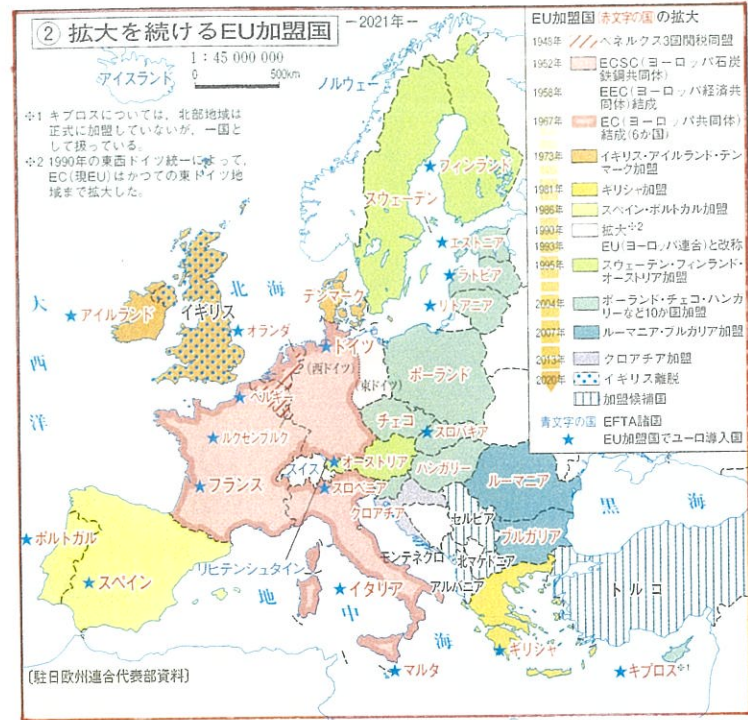 ② 拡大を続けるEU加盟国 －2021年－
1：45 000 000
0 500km
アイスランド
ノルウェー
※1 キプロスについては，北部地域は
正式に加盟していないが，一国と
して扱っている。
※2 1990年の東西ドイツ統一によって，
EC(現EU)はかつての東ドイツ地
域まで拡大した。
EU加盟国(赤文字の国)の拡大
1948年 ベネルクス3国関税同盟
1952年 ECSC(ヨーロッパ石炭
鉄鋼共同体)
1958年 EEC(ヨーロッパ経済共
同体)結成
1967年 EC(ヨーロッパ共同体)
結成(6か国)
1973年 イギリス・アイルランド・デン
マーク加盟
1981年 ギリシャ加盟
1986年 スペイン・ポルトガル加盟
1990年 拡大※2
1993年 EU(ヨーロッパ連合)と改称
1995年 スウェーデン・フィンランド・
オーストリア加盟
2004年 ポーランド・チェコ・ハンガ
リーなど10か国加盟
2007年 ルーマニア・ブルガリア加盟
2013年 クロアチア加盟
2020年 イギリス離脱
加盟候補国
青文字の国 EFTA諸国
★ EU加盟国でユーロ導入国
★フィンランド
スウェーデン
★エストニア
★ラトビア
★リトアニア
北海
デンマーク
大西洋
★アイルランド
イギリス
★オランダ
★ドイツ
(西ドイツ)
(東ドイツ)
ポーランド
★ベルギー
チェコ
★スロバキア
★ルクセンブルク
スイス
★オーストリア
ハンガリー
ルーマニア
★フランス
★スロベニア
クロアチア
セルビア
黒海
ブルガリア
★ポルトガル
★スペイン
リヒテンシュタイン
モンテネグロ
北マケドニア
アルバニア
トルコ
★イタリア
地中海
★ギリシャ
★マルタ
★キプロス※1
〔駐日欧州連合代表部資料〕